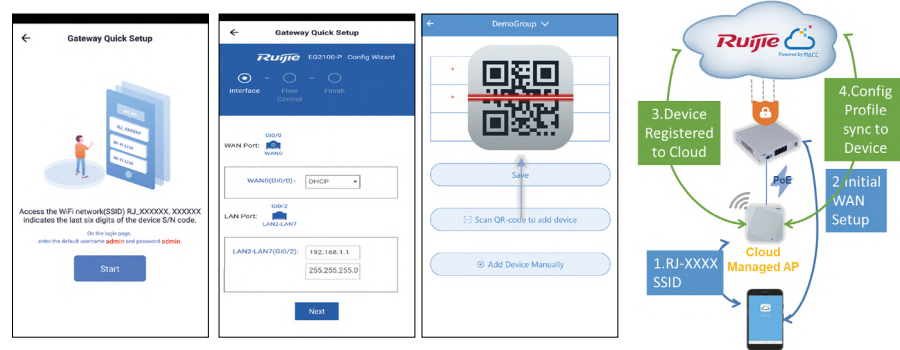 Gateway Quick Setup
RJ_XXXXXX
Wi-Fi 1234
Wi-Fi 1234
Access the WiFi network(SSID) RJ_XXXXXX. XXXXXX
indicates the last six digits of the device S/N code.
On the login page,
enter the default username admin and password admin.
Start
Gateway Quick Setup
Ruijie EG2100-P Config Wizard
Interface
Flow
Control
Finish
Gi0/0
WAN Port:
WAN0
WAN0(Gi0/0):
DHCP
Gi0/2
LAN Port:
LAN2-LAN7
LAN2-LAN7(Gi0/2):
192.168.1.1
255.255.255.0
Next
DemoGroup
*
*
Save
Scan QR-code to add device
Add Device Manually
Ruijie
Powered by MACC
3.Device
Registered
to Cloud
4.Config
Profile
sync to
Device
PoE
2.Initial
WAN
Setup
Cloud
Managed AP
1.RJ-XXXX
SSID